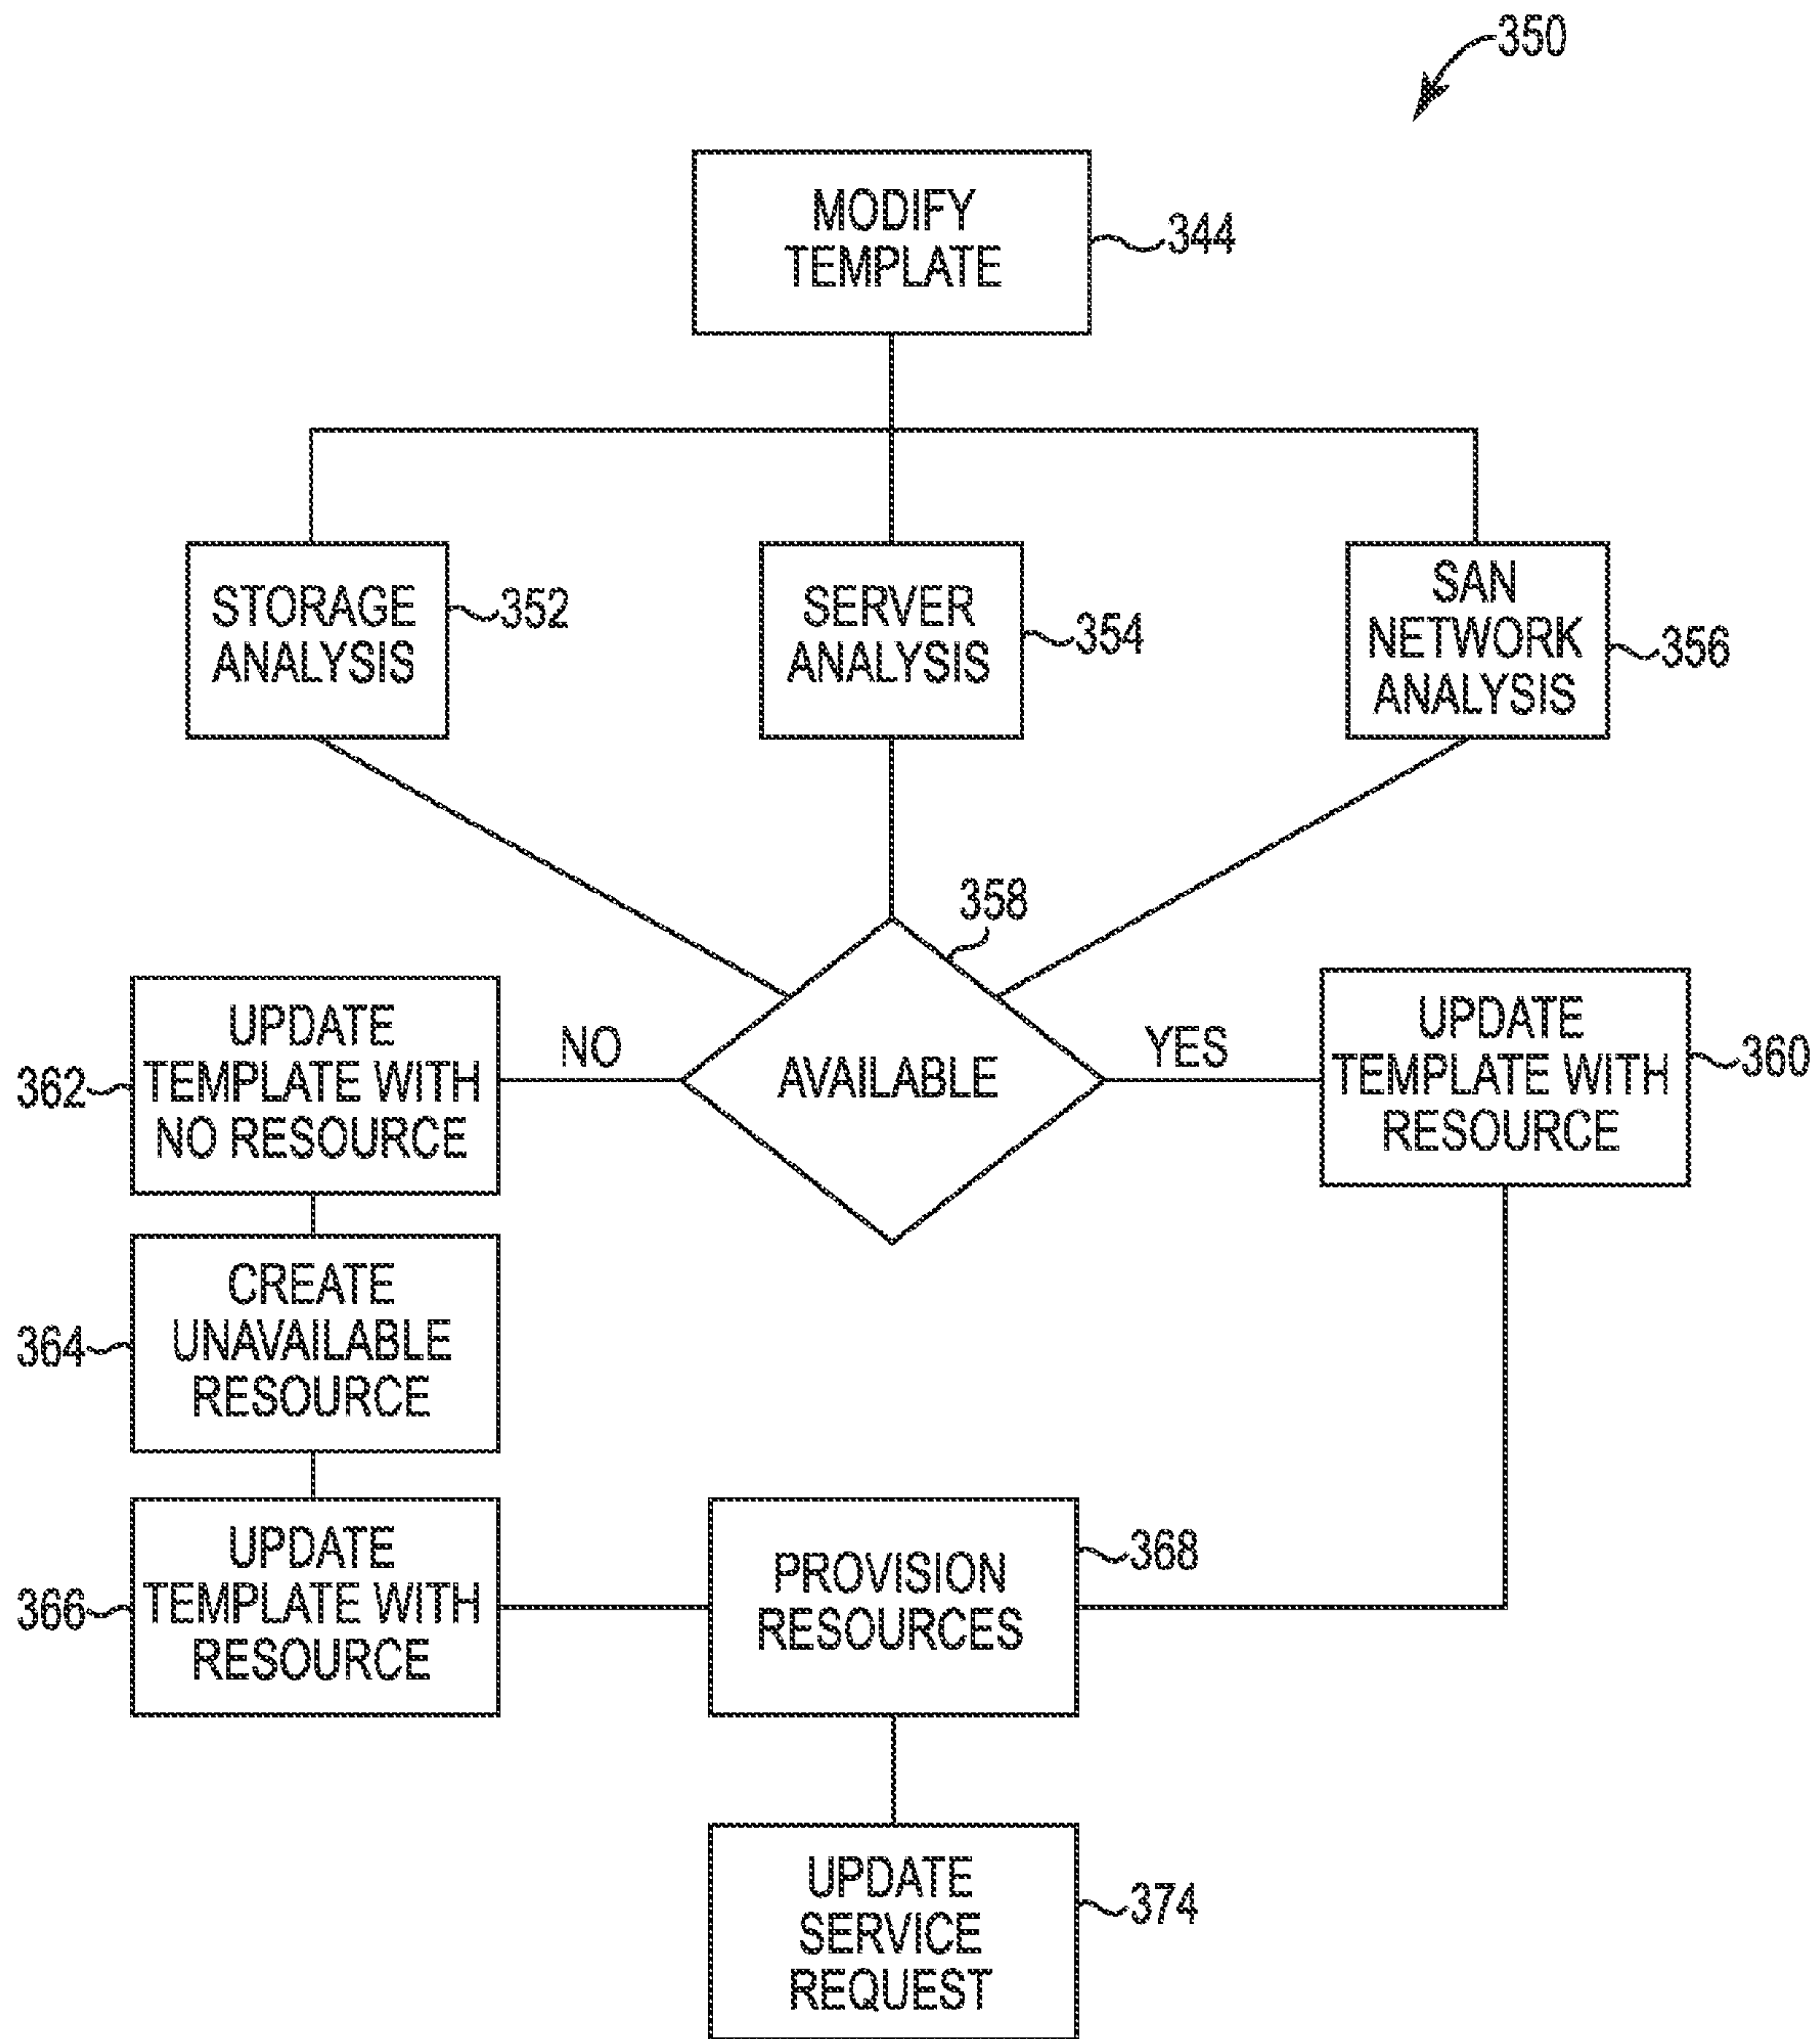 350
MODIFY
TEMPLATE
344
STORAGE
ANALYSIS
352
SERVER
ANALYSIS
354
SAN
NETWORK
ANALYSIS
356
358
AVAILABLE
NO
YES
UPDATE
TEMPLATE WITH
NO RESOURCE
362
UPDATE
TEMPLATE WITH
RESOURCE
360
CREATE
UNAVAILABLE
RESOURCE
364
UPDATE
TEMPLATE WITH
RESOURCE
366
PROVISION
RESOURCES
368
UPDATE
SERVICE
REQUEST
374